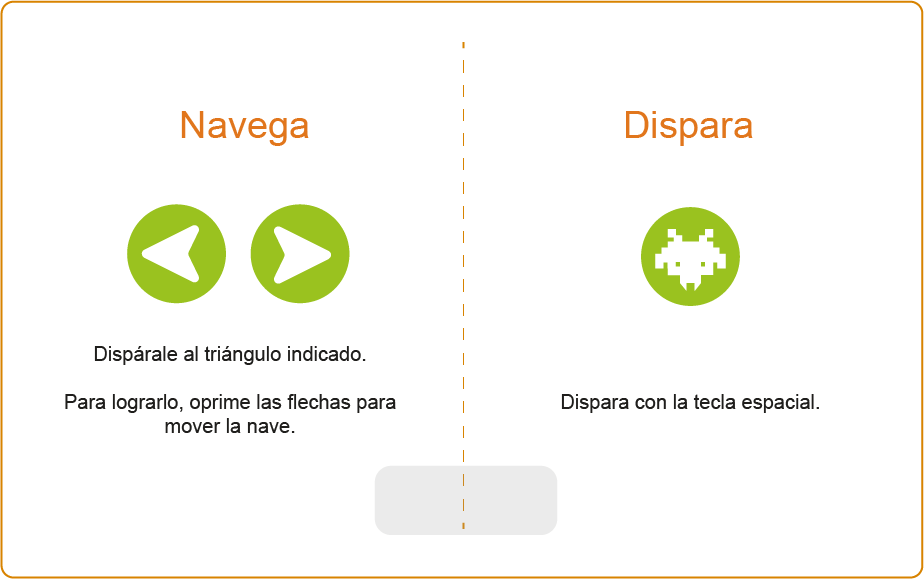 Navega
Dispárale al triángulo indicado.
Para lograrlo, oprime las flechas para
mover la nave.
Dispara
Dispara con la tecla espacial.